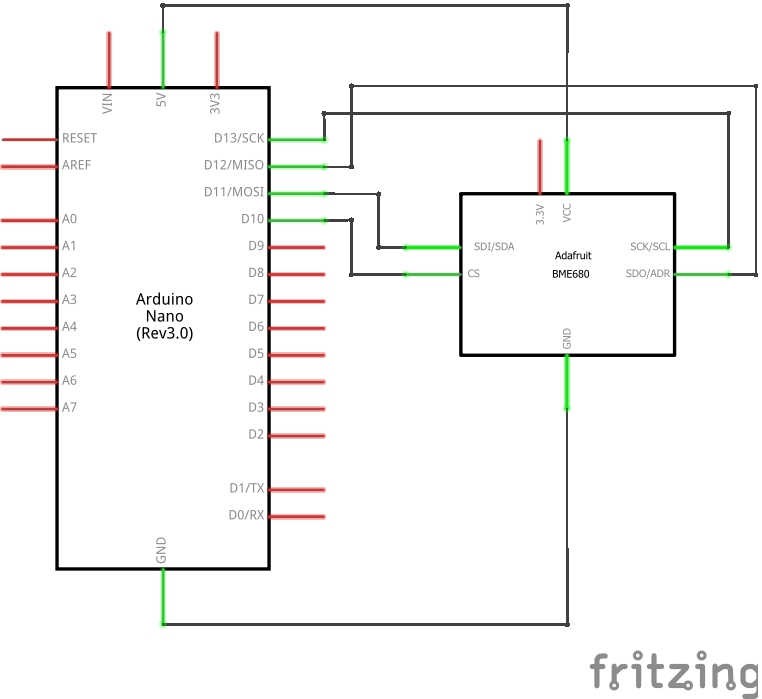 VIN
5V
3V3
RESET
AREF
A0
A1
A2
A3
A4
A5
A6
A7
Arduino
Nano
(Rev3.0)
D13/SCK
D12/MISO
D11/MOSI
D10
D9
D8
D7
D6
D5
D4
D3
D2
D1/TX
D0/RX
GND
3.3V
VCC
SDI/SDA
CS
Adafruit
BME680
SCK/SCL
SDO/ADR
GND
fritzing